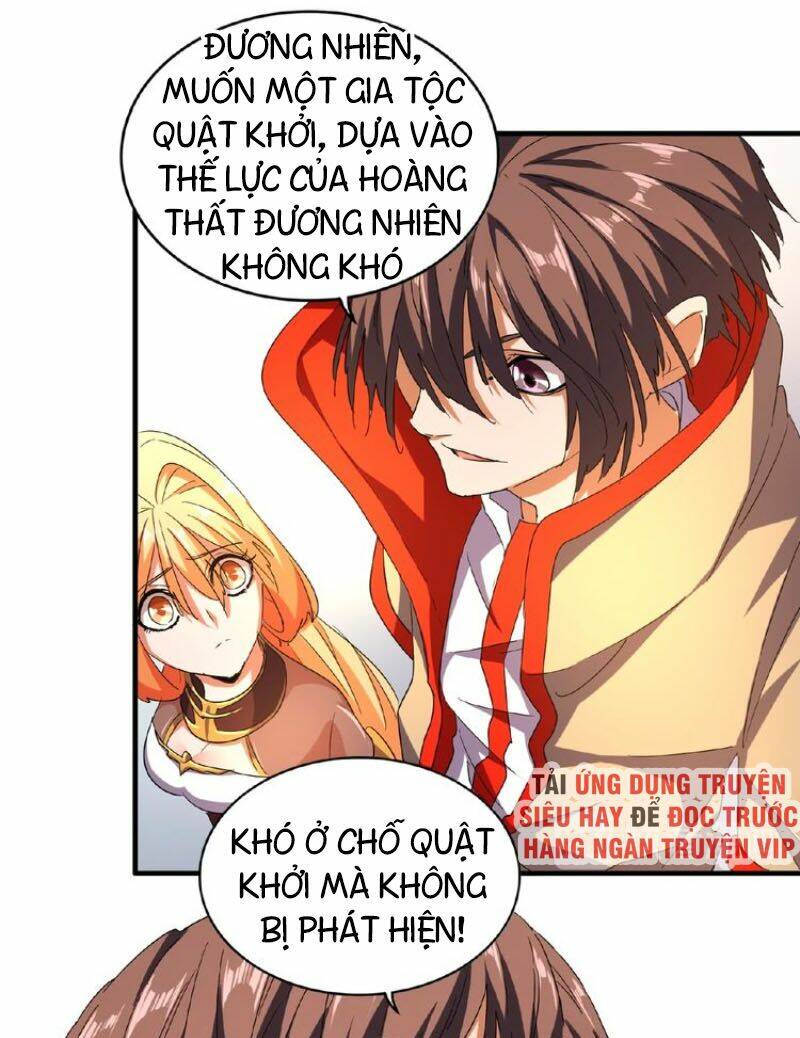 ĐƯƠNG NHIÊN,
MUỐN MỘT GIA TỘC
QUẬT KHỞI, DỰA VÀO
THẾ LỰC CỦA HOÀNG
THẤT ĐƯƠNG NHIÊN
KHÔNG KHÓ
TẢI ỨNG DỤNG TRUYỆN
SIÊU HAY ĐỂ ĐỌC TRƯỚC
HÀNG NGÀN TRUYỆN VIP
KHÓ Ở CHỖ QUẬT
KHỞI MÀ KHÔNG
BỊ PHÁT HIỆN!